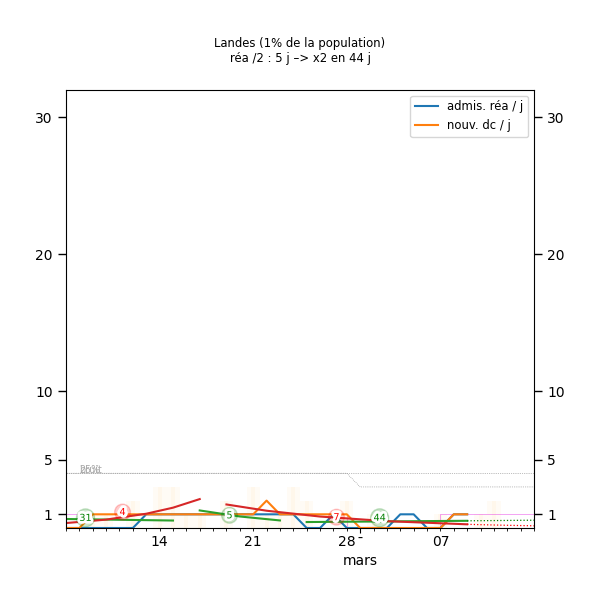 Landes (1% de la population)
réa /2 : 5 j –> x2 en 44 j
admis. réa / j
nouv. dc / j
30 30
20 20
10 10
5 5
25%
31 4 5 7 44
1 1
14 21 28 07
mars